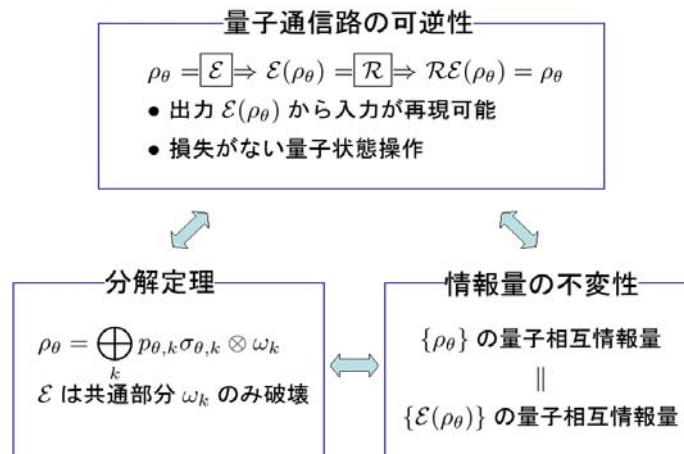 量子通信路の可逆性
ρ_θ = ℰ ⇒ ℰ(ρ_θ) = ℛ ⇒ ℛℰ(ρ_θ) = ρ_θ
• 出力 ℰ(ρ_θ) から入力が再現可能
• 損失がない量子状態操作
分解定理
ρ_θ = ⊕_k p_{θ,k} σ_{θ,k} ⊗ ω_k
ℰ は共通部分 ω_k のみ破壊
情報量の不変性
{ρ_θ} の量子相互情報量
||
{ℰ(ρ_θ)} の量子相互情報量